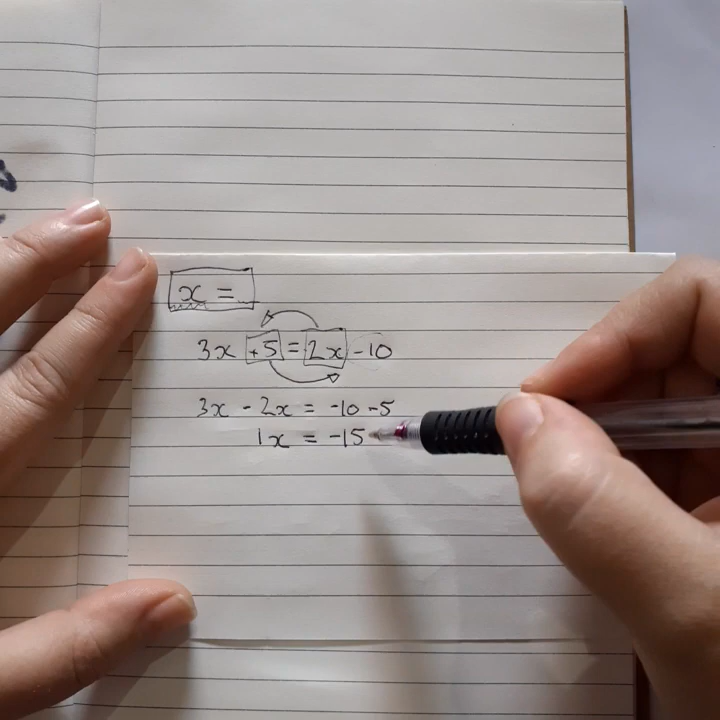 x =
3x +5 = 2x -10
3x - 2x = -10 -5
1x = -15